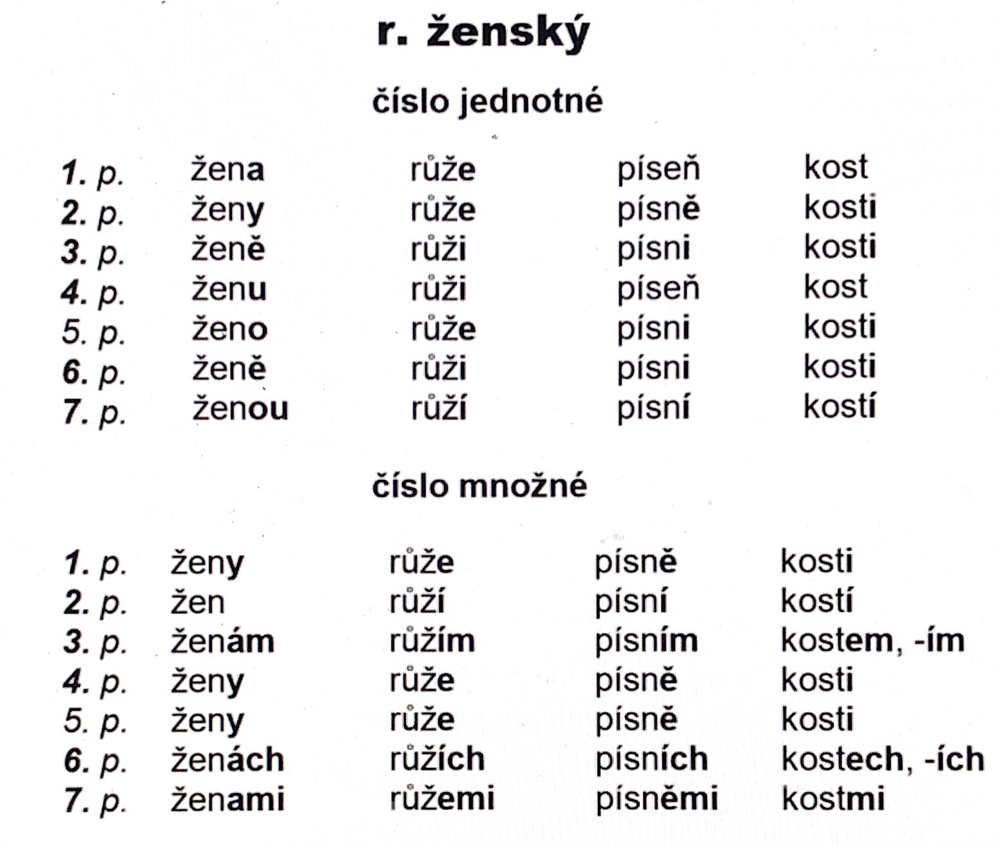 r. ženský
číslo jednotné
1. p. žena růže píseň kost
2. p. ženy růže písně kosti
3. p. ženě růži písni kosti
4. p. ženu růži píseň kost
5. p. ženo růže písni kosti
6. p. ženě růži písni kosti
7. p. ženou růží písní kostí
číslo množné
1. p. ženy růže písně kosti
2. p. žen růží písní kostí
3. p. ženám růžím písním kostem, -ím
4. p. ženy růže písně kosti
5. p. ženy růže písně kosti
6. p. ženách růžích písních kostech, -ích
7. p. ženami růžemi písněmi kostmi